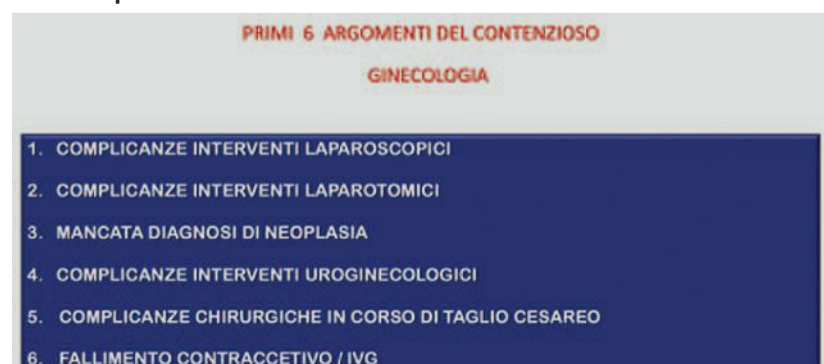 PRIMI 6 ARGOMENTI DEL CONTENZIOSO
GINECOLOGIA
1. COMPLICANZE INTERVENTI LAPAROSCOPICI
2. COMPLICANZE INTERVENTI LAPAROTOMICI
3. MANCATA DIAGNOSI DI NEOPLASIA
4. COMPLICANZE INTERVENTI UROGINECOLOGICI
5. COMPLICANZE CHIRURGICHE IN CORSO DI TAGLIO CESAREO
6. FALLIMENTO CONTRACCETIVO / IVG